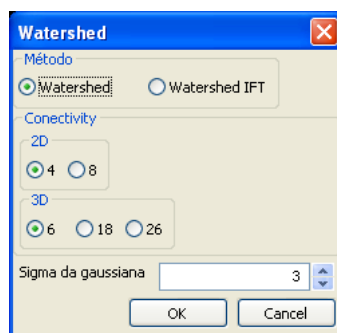 Watershed
Método
Watershed Watershed IFT
Conectivity
2D
4 8
3D
6 18 26
Sigma da gaussiana 3
OK Cancel